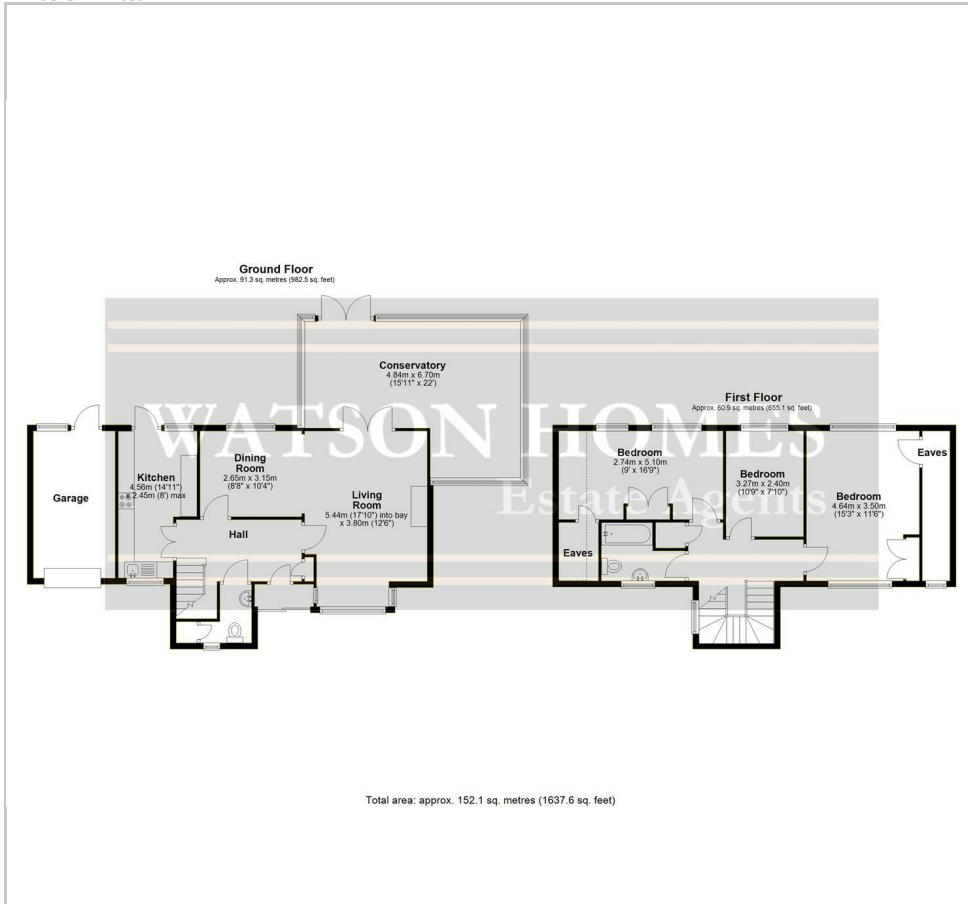 Ground Floor
Approx. 91.3 sq. metres (982.5 sq. feet)
Conservatory
4.84m x 6.70m
(15'11" x 22')
First Floor
Approx. 60.9 sq. metres (655.1 sq. feet)
WATSON HOMES
Estate Agents
Garage
Kitchen
4.56m (14'11")
x 2.45m (8') max
Dining
Room
2.65m x 3.15m
(8'8" x 10'4")
Living
Room
5.44m (17'10") into bay
x 3.80m (12'6")
Hall
Bedroom
2.74m x 5.10m
(9' x 16'9")
Bedroom
3.27m x 2.40m
(10'9" x 7'10")
Bedroom
4.64m x 3.50m
(15'3" x 11'6")
Eaves
Eaves
Total area: approx. 152.1 sq. metres (1637.6 sq. feet)